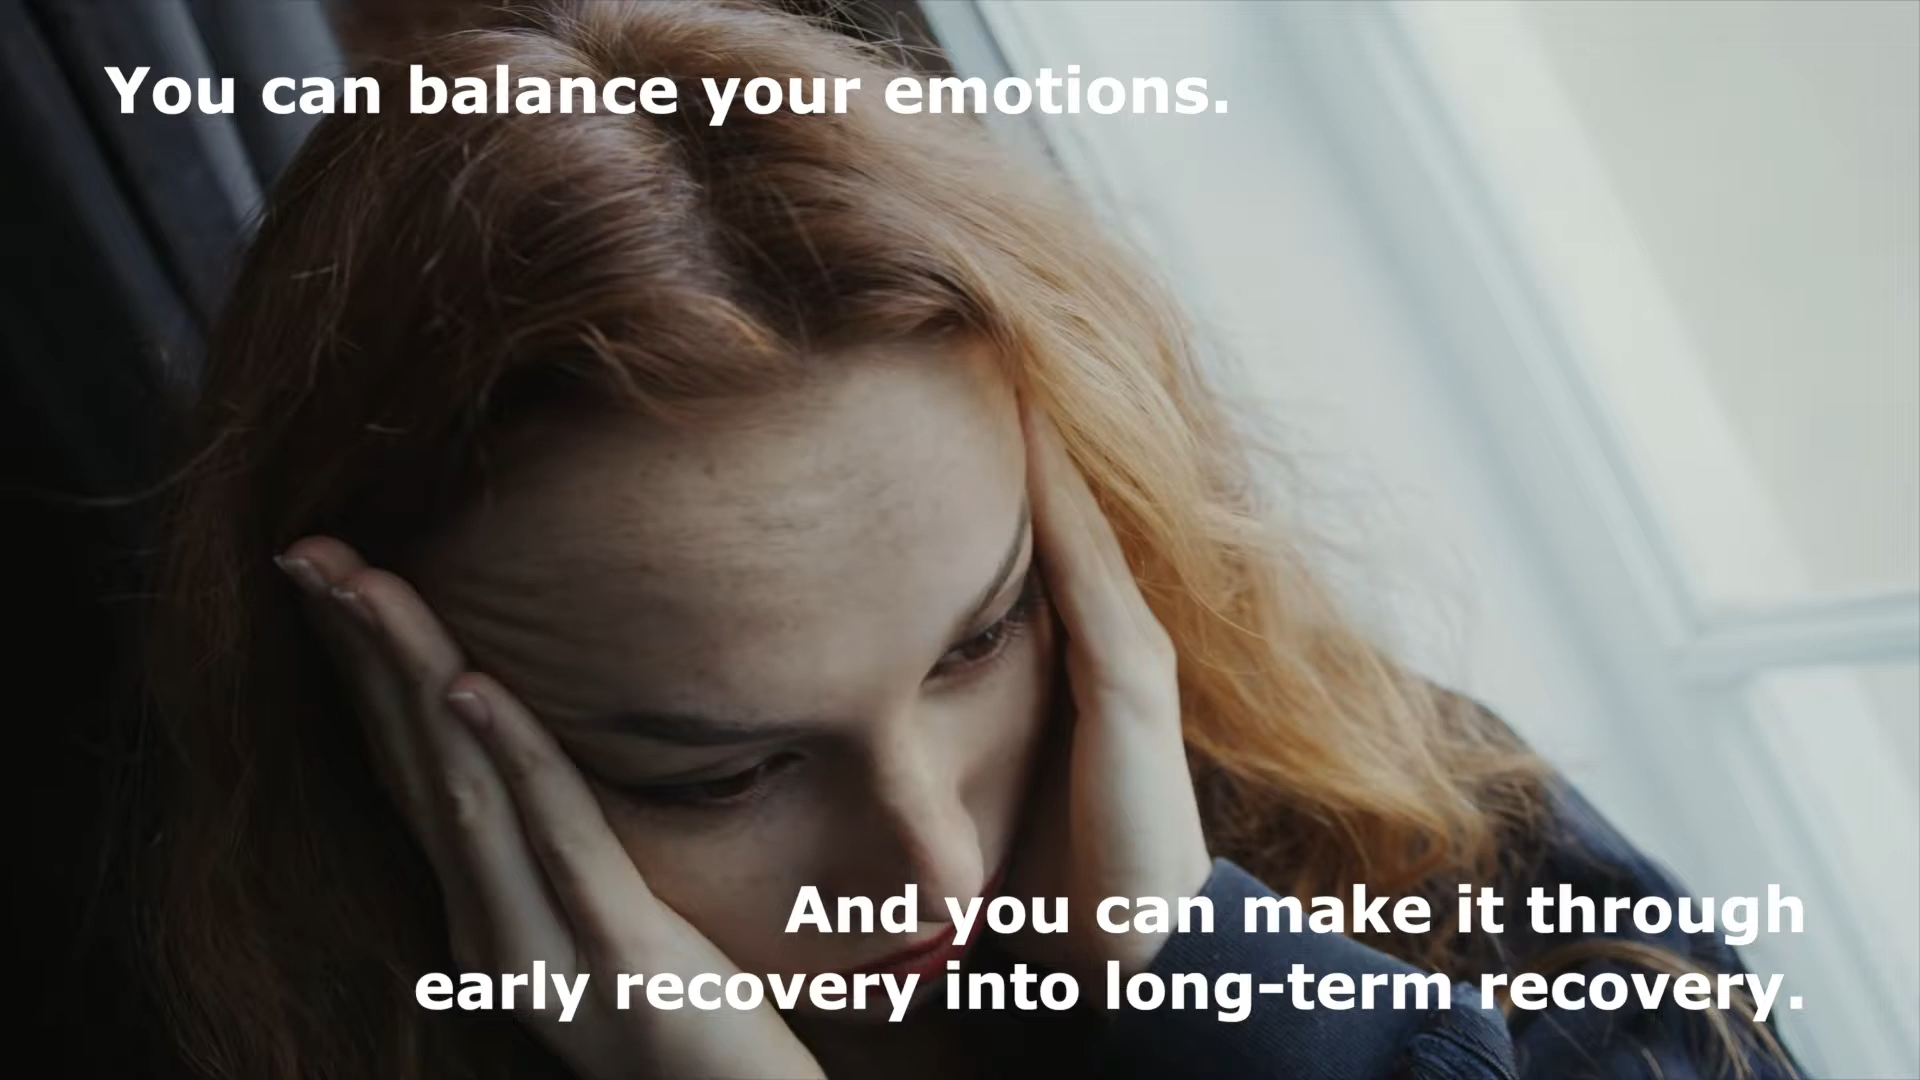 You can balance your emotions.
And you can make it through
early recovery into long-term recovery.